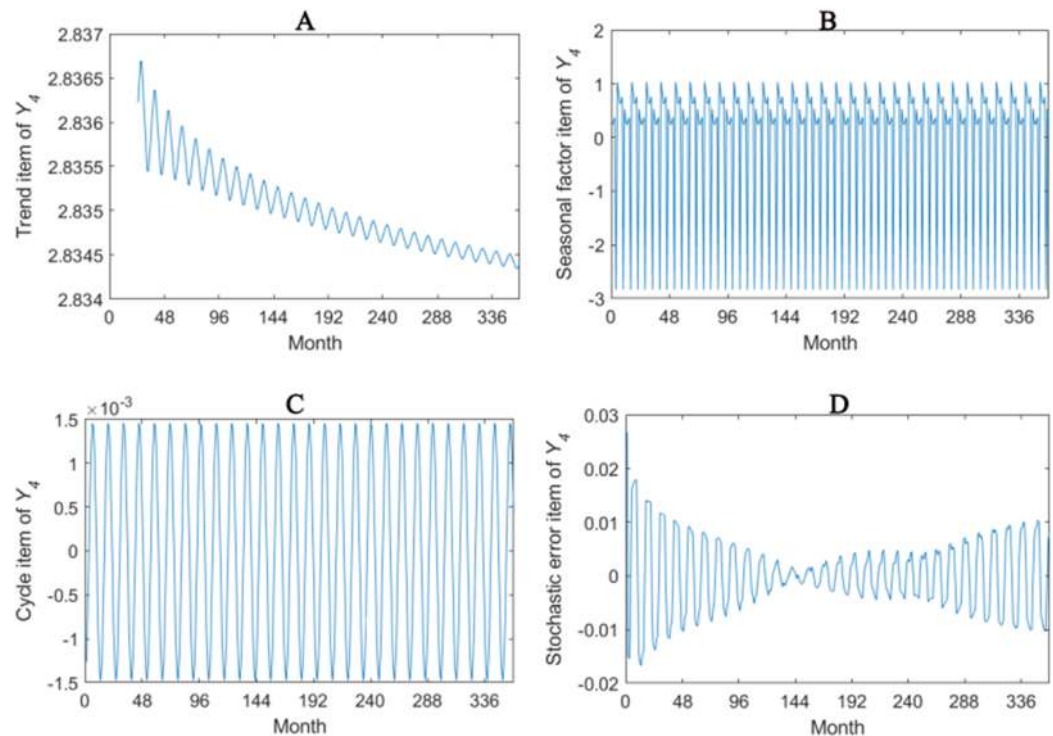 A
Trend item of Y4
2.837
2.8365
2.836
2.8355
2.835
2.8345
2.834
0 48 96 144 192 240 288 336
Month
B
Seasonal factor item of Y4
2
1
0
-1
-2
-3
0 48 96 144 192 240 288 336
Month
C
×10-3
Cycle item of Y4
1.5
1
0.5
0
-0.5
-1
-1.5
0 48 96 144 192 240 288 336
Month
D
Stochastic error item of Y4
0.03
0.02
0.01
0
-0.01
-0.02
0 48 96 144 192 240 288 336
Month